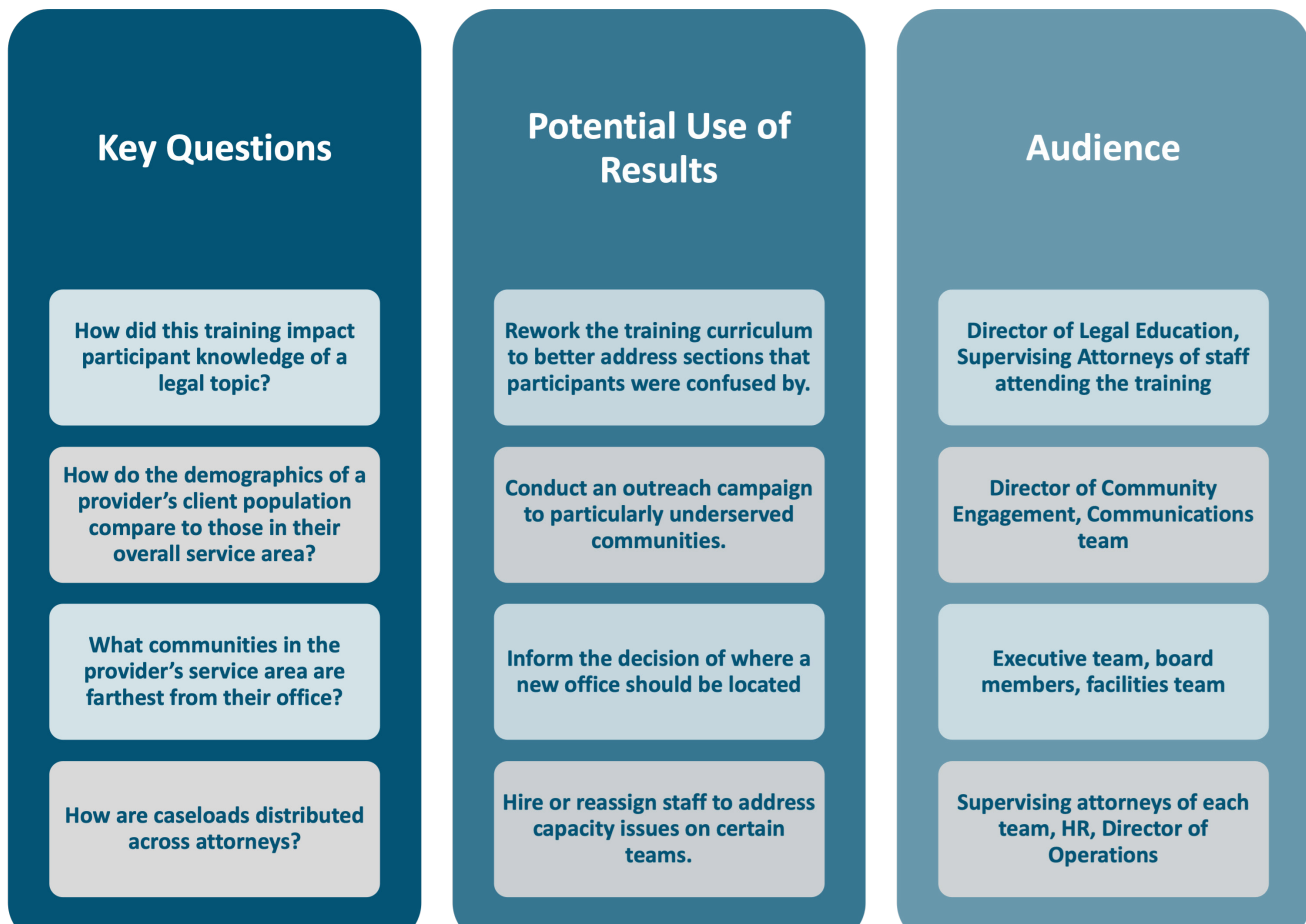 Key Questions
How did this training impact
participant knowledge of a
legal topic?
How do the demographics of a
provider’s client population
compare to those in their
overall service area?
What communities in the
provider’s service area are
farthest from their office?
How are caseloads distributed
across attorneys?
Potential Use of
Results
Rework the training curriculum
to better address sections that
participants were confused by.
Conduct an outreach campaign
to particularly underserved
communities.
Inform the decision of where a
new office should be located
Hire or reassign staff to address
capacity issues on certain
teams.
Audience
Director of Legal Education,
Supervising Attorneys of staff
attending the training
Director of Community
Engagement, Communications
team
Executive team, board
members, facilities team
Supervising attorneys of each
team, HR, Director of
Operations